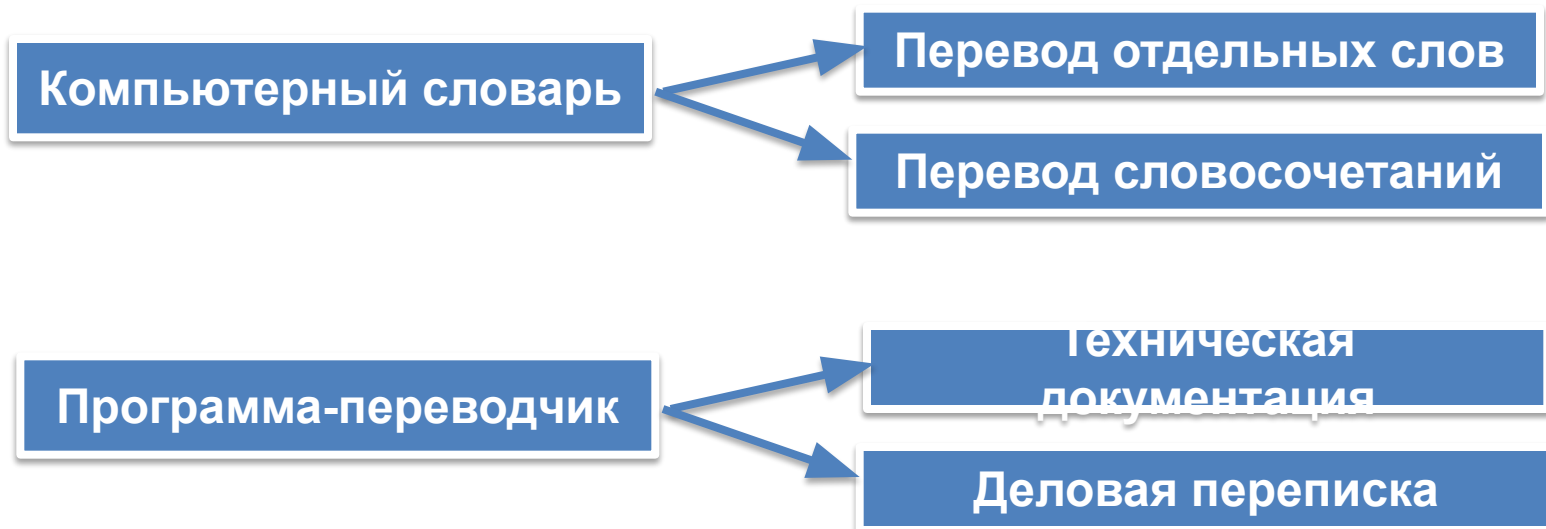 Компьютерный словарь
Перевод отдельных слов
Перевод словосочетаний
Программа-переводчик
Техническая
документация
Деловая переписка